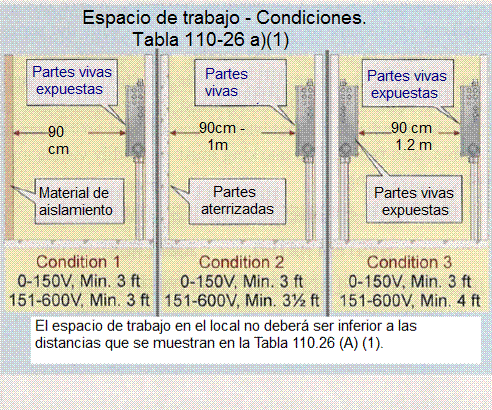 Espacio de trabajo - Condiciones.
Tabla 110-26 a)(1)
Partes vivas
expuestas
90
cm
Material de
aislamiento
Condition 1
0-150V, Min. 3 ft
151-600V, Min. 3 ft
Partes
vivas
90cm -
1m
Partes
aterrizadas
Condition 2
0-150V, Min. 3 ft
151-600V, Min. 3½ ft
Partes vivas
expuestas
90 cm
1.2 m
Partes vivas
expuestas
Condition 3
0-150V, Min. 3 ft
151-600V, Min. 4 ft
El espacio de trabajo en el local no deberá ser inferior a las
distancias que se muestran en la Tabla 110.26 (A) (1).